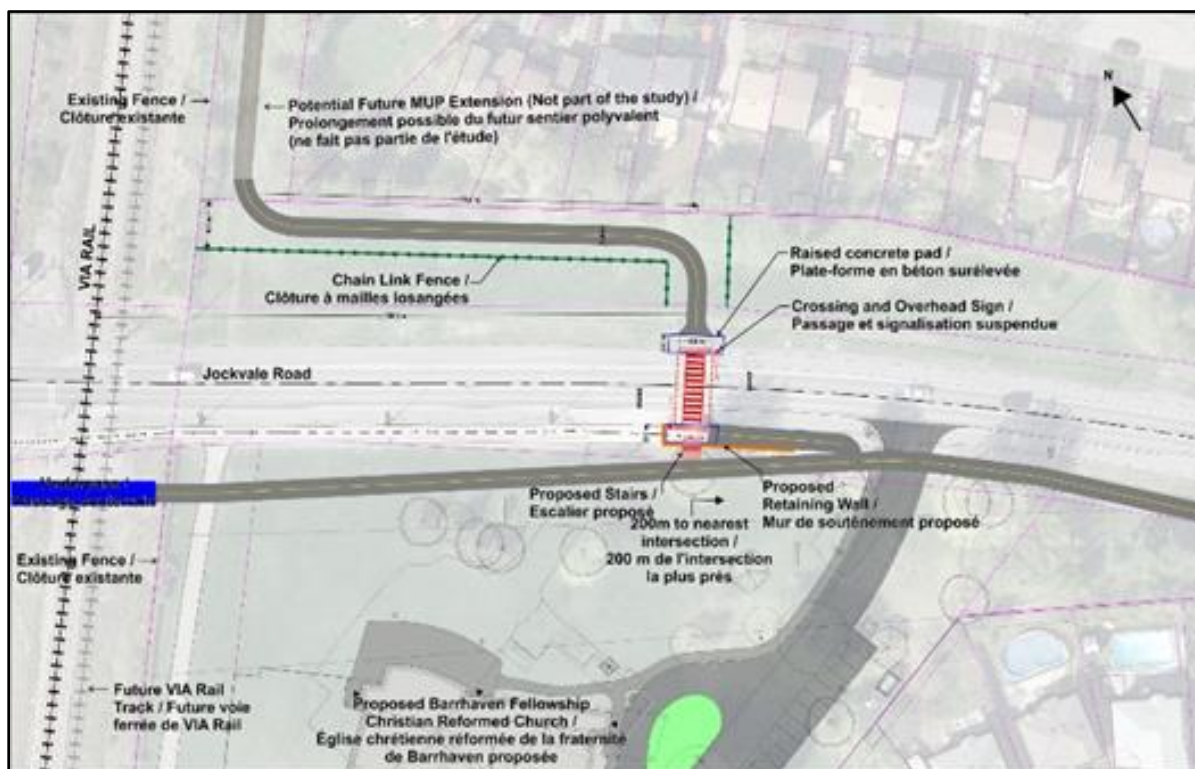 N
Existing Fence /
Clôture existante
Potential Future MUP Extension (Not part of the study) /
Prolongement possible du futur sentier polyvalent
(ne fait pas partie de l'étude)
VIA RAIL
Chain Link Fence /
Clôture à mailles losangées
Raised concrete pad /
Plate-forme en béton surélevée
Crossing and Overhead Sign /
Passage et signalisation suspendue
Jockvale Road
Proposed Stairs /
Escalier proposé
Proposed
Retaining Wall /
Mur de soutènement proposé
200m to nearest
intersection /
200 m de l'intersection
la plus près
Existing Fence /
Clôture existante
Future VIA Rail
Track / Future voie
ferrée de VIA Rail
Proposed Barrhaven Fellowship
Christian Reformed Church /
Église chrétienne réformée de la fraternité
de Barrhaven proposée